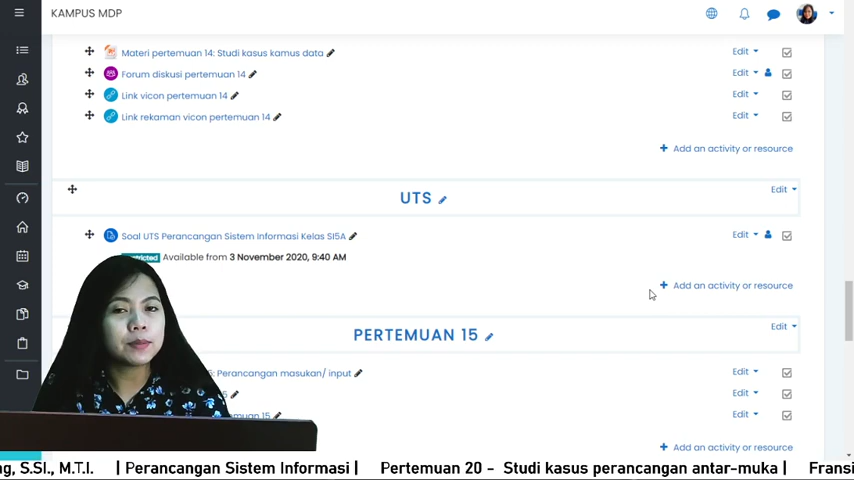 KAMPUS MDP
Materi pertemuan 14: Studi kasus kamus data
Edit
Forum diskusi pertemuan 14
Edit
Link vicon pertemuan 14
Edit
Link rekaman vicon pertemuan 14
Edit
+ Add an activity or resource
Edit
UTS
Soal UTS Perancangan Sistem Informasi Kelas SI5A
Edit
Available from 3 November 2020, 9:40 AM
+ Add an activity or resource
Edit
PERTEMUAN 15
: Perancangan masukan/ input
Edit
Edit
15
Edit
+ Add an activity or resource
S.SI., M.T.I. | Perancangan Sistem Informasi | Pertemuan 20 - Studi kasus perancangan antar-muka |